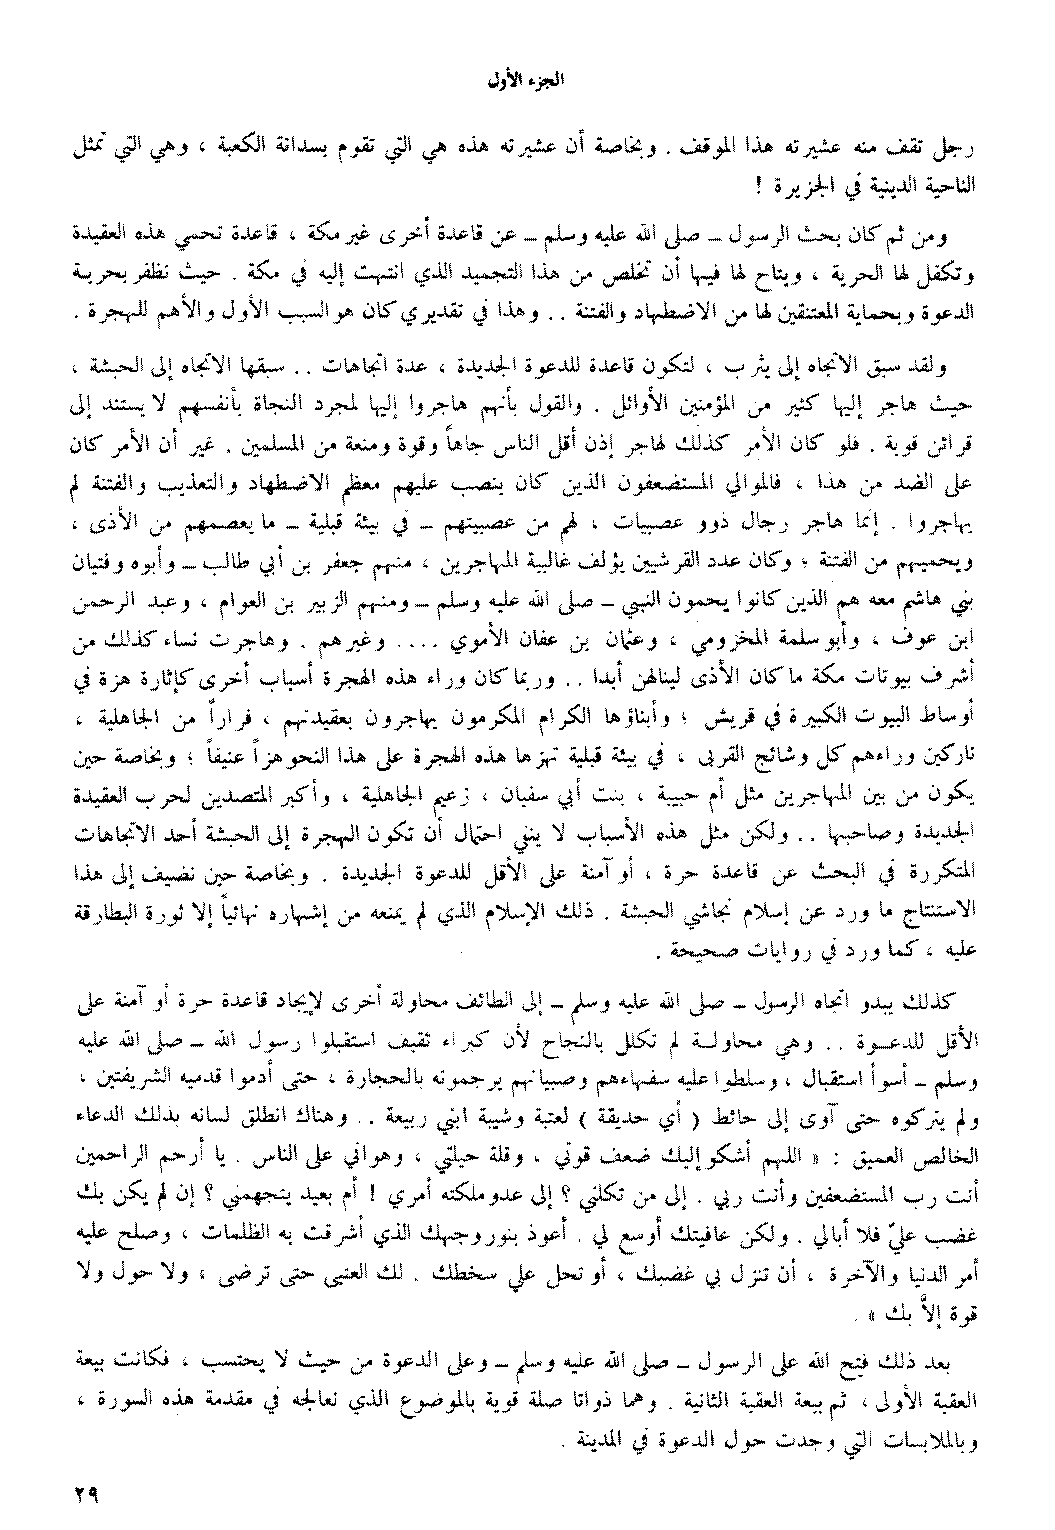 الجزء الأول
رجل تقف منه عشيرته هذا الموقف . وبخاصة أن عشيرته هذه هي التي تقوم بسدانة الكعبة ، وهي التي تمثل
الناحية الدينية في الجزيرة !
ومن ثم كان بحث الرسول – صلى الله عليه وسلم – عن قاعدة أخرى غير مكة ، قاعدة تحمي هذه العقيدة
وتكفل لها الحرية ، ويتاح لها فيها أن تخلص من هذا التجميد الذي انتهت إليه في مكة . حيث تظفر بحرية
الدعوة وبحماية المعتنقين لها من الاضطهاد والفتنة .. وهذا في تقديري كان هو السبب الأول والأهم للهجرة .
ولقد سبق الاتجاه إلى يثرب ، لتكون قاعدة للدعوة الجديدة ، عدة اتجاهات .. سبقها الاتجاه إلى الحبشة ،
حيث هاجر إليها كثير من المؤمنين الأوائل . والقول بأنهم هاجروا إليها لمجرد النجاة بأنفسهم لا يستند إلى
قرائن قوية . فلو كان الأمر كذلك لهاجر إذن أقل الناس جاهاً وقوة ومنعة من المسلمين . غير أن الأمر كان
على الضد من هذا ، فالموالي المستضعفون الذين كان ينصب عليهم معظم الاضطهاد والتعذيب والفتنة لم
يهاجروا . إنما هاجر رجال ذوو عصبيات ، لهم من عصبيتهم – في بيئة قبلية – ما يعصمهم من الأذى ،
ويحميهم من الفتنة ؛ وكان عدد القرشيين يؤلف غالبية المهاجرين ، منهم جعفر بن أبي طالب – وأبوه وفتيان
بني هاشم معه هم الذين كانوا يحمون النبي – صلى الله عليه وسلم – ومنهم الزبير بن العوام ، وعبد الرحمن
ابن عوف ، وأبو سلمة المخزومي ، وعثمان بن عفان الأموي .... وغيرهم . وهاجرت نساء كذلك من
أشرف بيوتات مكة ما كان الأذى لينالهن أبدا .. وربما كان وراء هذه الهجرة أسباب أخرى كإثارة هزة في
أوساط البيوت الكبيرة في قريش ؛ وأبناؤها الكرام المكرمون يهاجرون بعقيدتهم ، فراراً من الجاهلية ،
تاركين وراءهم كل وشائج القربى ، في بيئة قبلية تهزها هذه الهجرة على هذا النحو هزاً عنيفاً ؛ وبخاصة حين
يكون من بين المهاجرين مثل أم حبيبة ، بنت أبي سفيان ، زعيم الجاهلية ، وأكبر المتصدين لحرب العقيدة
الجديدة وصاحبها .. ولكن مثل هذه الأسباب لا ينفي احتمال أن تكون الهجرة إلى الحبشة أحد الاتجاهات
المتكررة في البحث عن قاعدة حرة ، أو آمنة على الأقل للدعوة الجديدة . وبخاصة حين نضيف إلى هذا
الاستنتاج ما ورد عن إسلام نجاشي الحبشة . ذلك الإسلام الذي لم يمنعه من إشهاره نهائياً إلا ثورة البطارقة
عليه ، كما ورد في روايات صحيحة .
كذلك يبدو اتجاه الرسول – صلى الله عليه وسلم – إلى الطائف محاولة أخرى لإيجاد قاعدة حرة أو آمنة على
الأقل للدعوة .. وهي محاولة لم تكلل بالنجاح لأن كبراء ثقيف استقبلوا رسول الله – صلى الله عليه
وسلم – أسوأ استقبال ، وسلطوا عليه سفهاءهم وصبيانهم يرجمونه بالحجارة ، حتى أدموا قدميه الشريفتين ،
ولم يتركوه حتى آوى إلى حائط ( أي حديقة ) لعتبة وشيبة ابني ربيعة .. وهناك انطلق لسانه بذلك الدعاء
الخالص العميق : « اللهم أشكو إليك ضعف قوتي ، وقلة حيلتي ، وهواني على الناس . يا أرحم الراحمين
أنت رب المستضعفين وأنت ربي . إلى من تكلني ؟ إلى عدو ملكته أمري ! أم بعيد يتجهمني ؟ إن لم يكن بك
غضب عليّ فلا أبالي . ولكن عافيتك أوسع لي . أعوذ بنور وجهك الذي أشرقت به الظلمات ، وصلح عليه
أمر الدنيا والآخرة ، أن تنزل بي غضبك ، أو تحل علي سخطك . لك العتبى حتى ترضى ، ولا حول ولا
قوة إلاَّ بك » .
بعد ذلك فتح الله على الرسول – صلى الله عليه وسلم – وعلى الدعوة من حيث لا يحتسب ، فكانت بيعة
العقبة الأولى ، ثم بيعة العقبة الثانية . وهما ذواتا صلة قوية بالموضوع الذي نعالجه في مقدمة هذه السورة ،
وبالملابسات التي وجدت حول الدعوة في المدينة .
٢٩